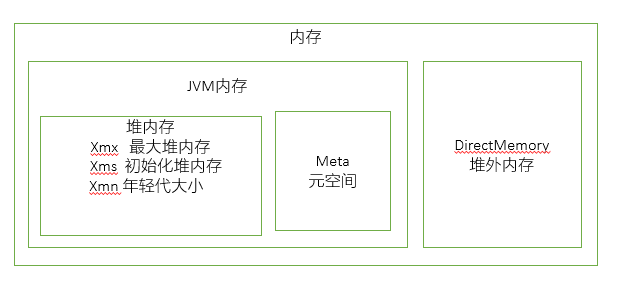 内存
JVM内存
堆内存
Xmx 最大堆内存
Xms 初始化堆内存
Xmn 年轻代大小
Meta
元空间
DirectMemory
堆外内存